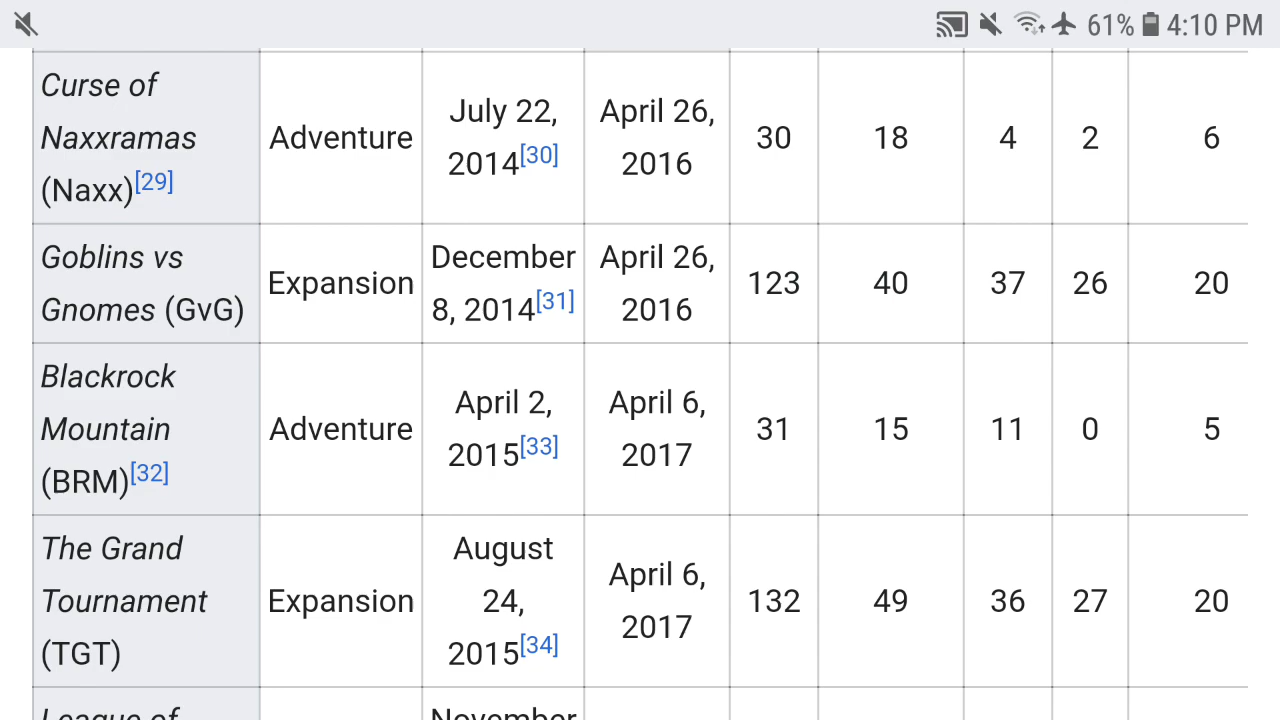 61% 4:10 PM
Curse of
Naxxramas
(Naxx)[29]
Adventure
July 22,
2014[30]
April 26,
2016
30
18
4
2
6
Goblins vs
Gnomes (GvG)
Expansion
December
8, 2014[31]
April 26,
2016
123
40
37
26
20
Blackrock
Mountain
(BRM)[32]
Adventure
April 2,
2015[33]
April 6,
2017
31
15
11
0
5
The Grand
Tournament
(TGT)
Expansion
August
24,
2015[34]
April 6,
2017
132
49
36
27
20
League of
November